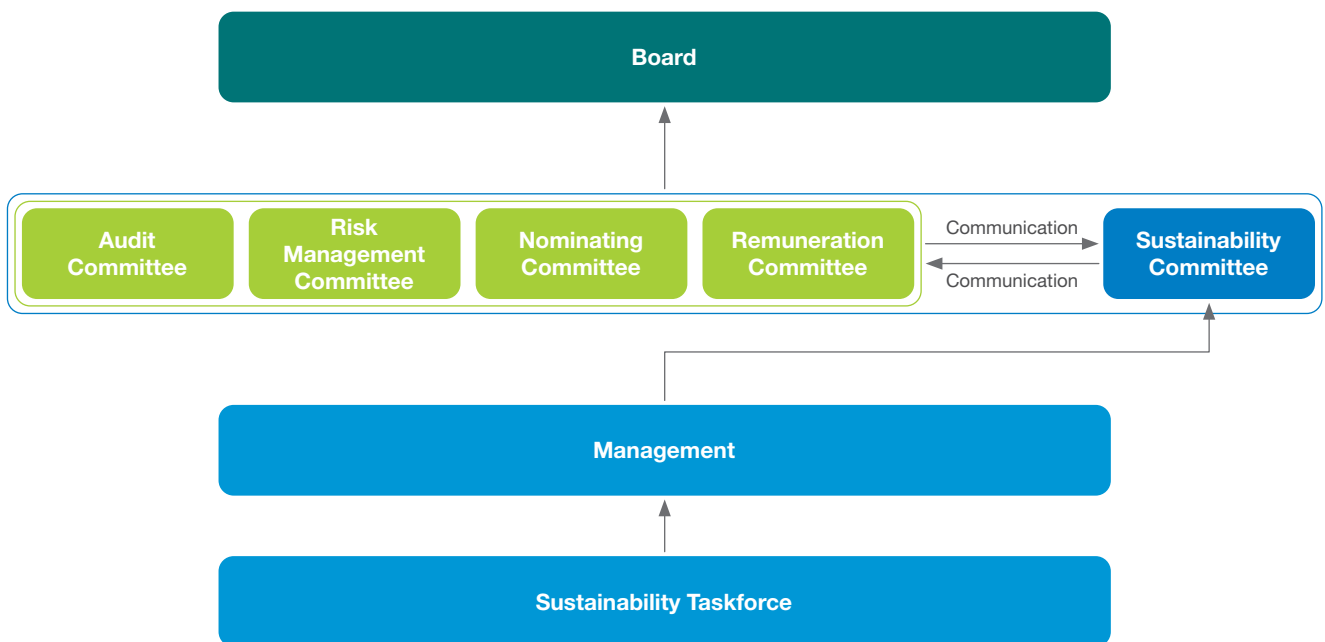 Board
Audit
Committee
Risk
Management
Committee
Nominating
Committee
Remuneration
Committee
Communication
Communication
Sustainability
Committee
Management
Sustainability Taskforce